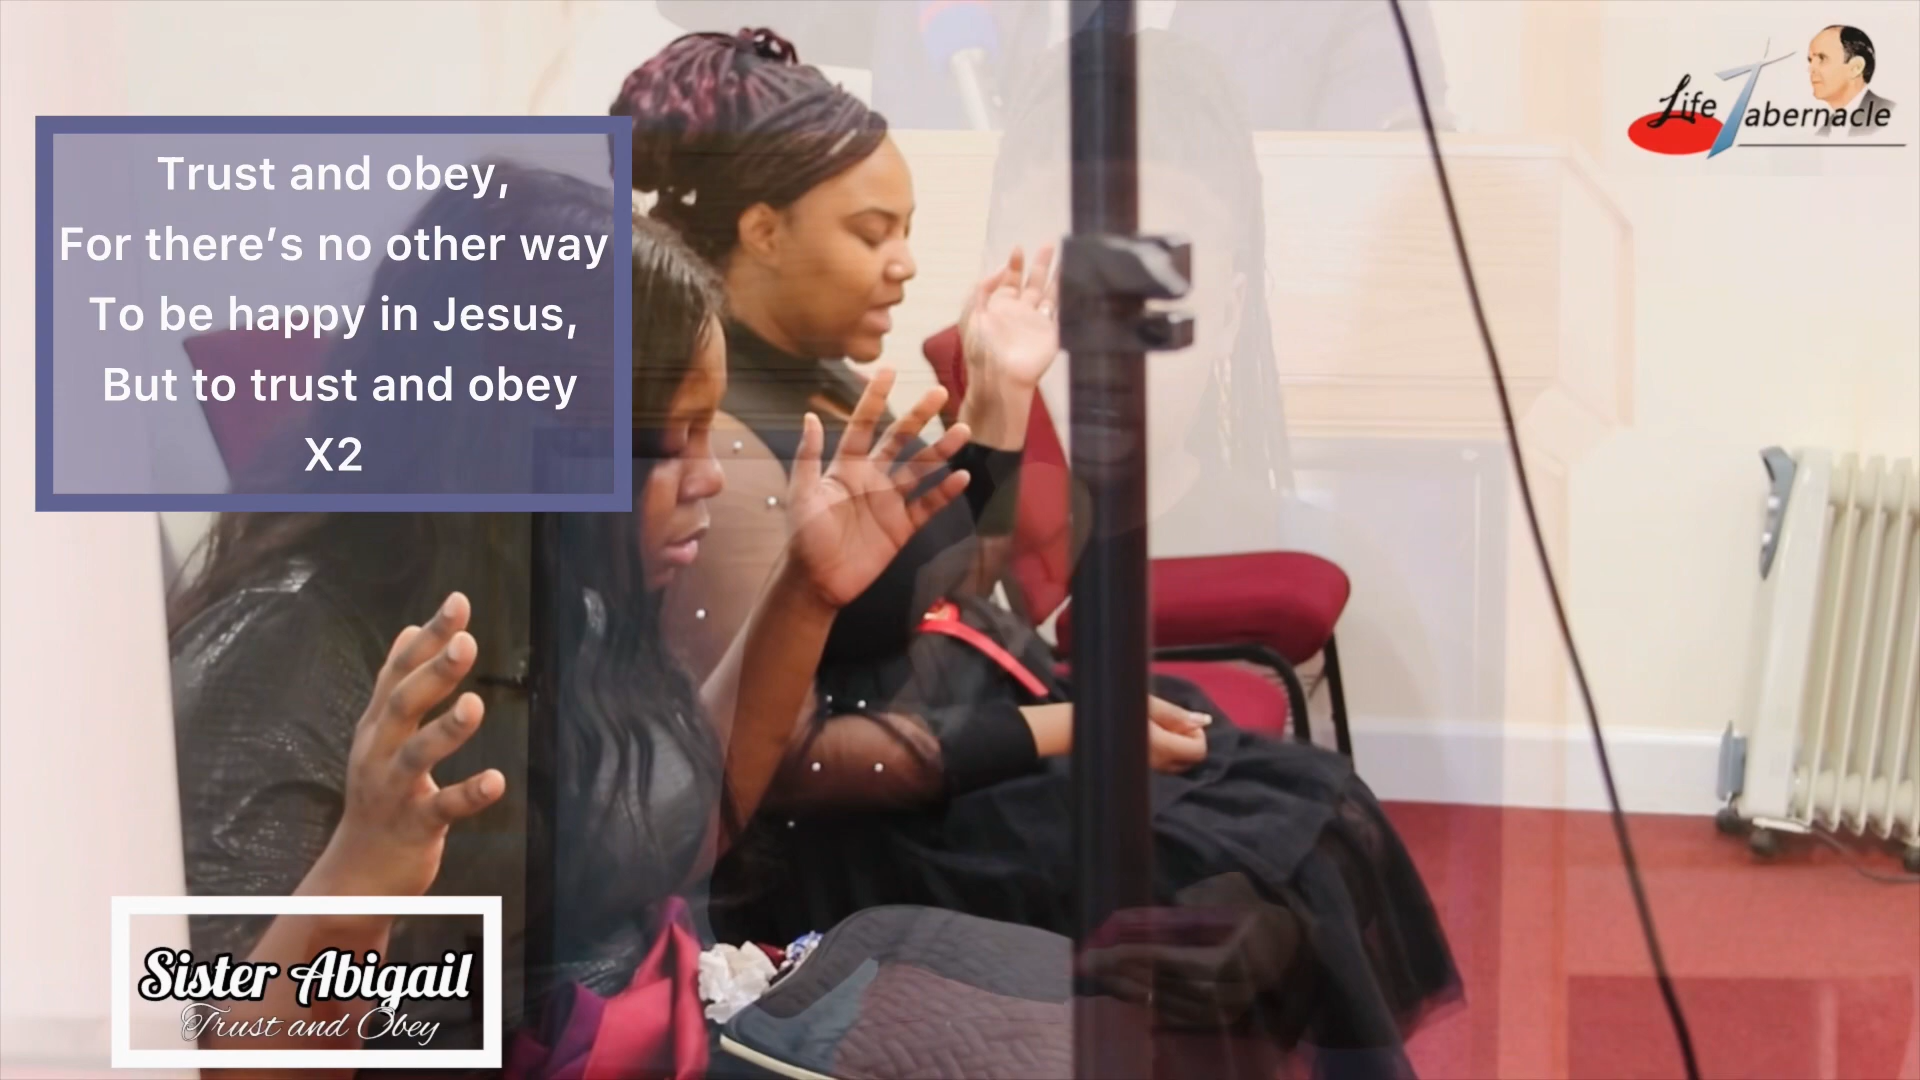 Trust and obey,
For there’s no other way
To be happy in Jesus,
But to trust and obey
X2
Life Tabernacle
Sister Abigail
Trust and Obey